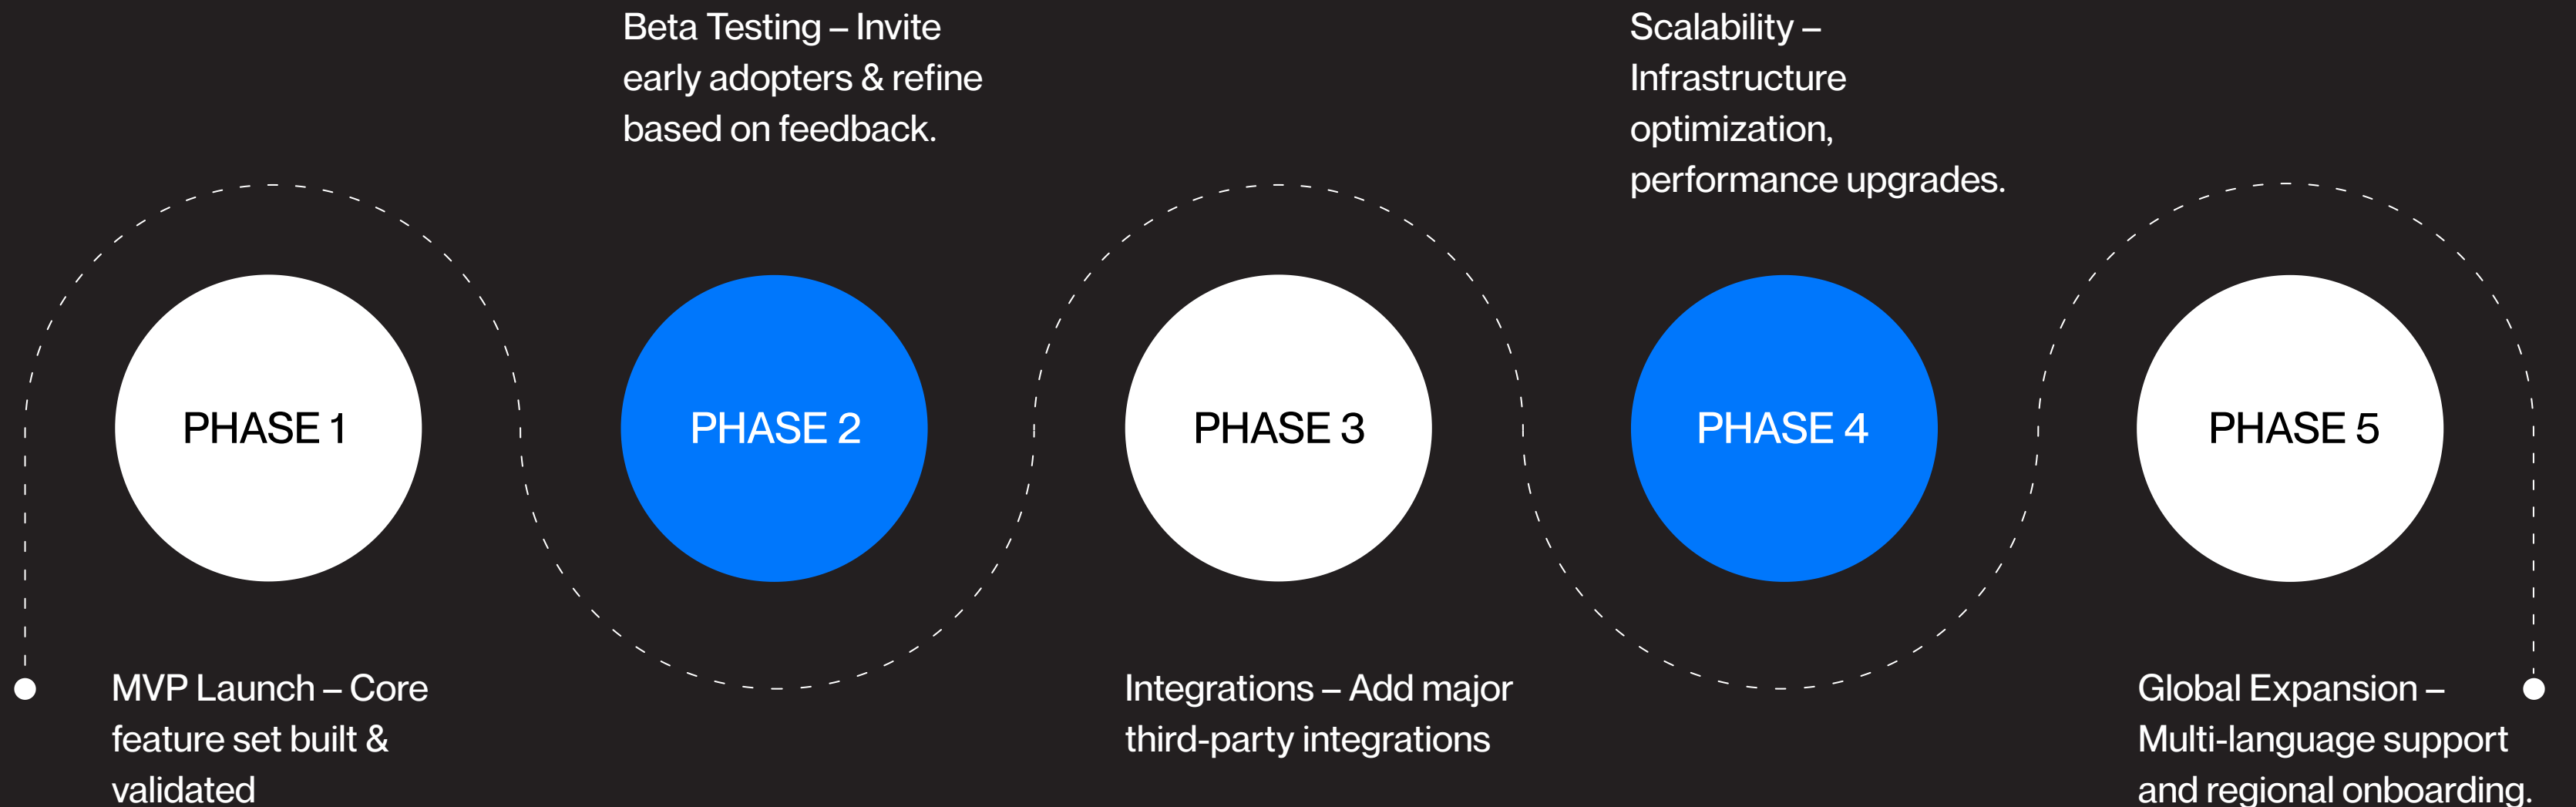 Beta Testing – Invite
early adopters & refine
based on feedback.
Scalability –
Infrastructure
optimization,
performance upgrades.
PHASE 1
PHASE 2
PHASE 3
PHASE 4
PHASE 5
MVP Launch – Core
feature set built &
validated
Integrations – Add major
third-party integrations
Global Expansion –
Multi-language support
and regional onboarding.